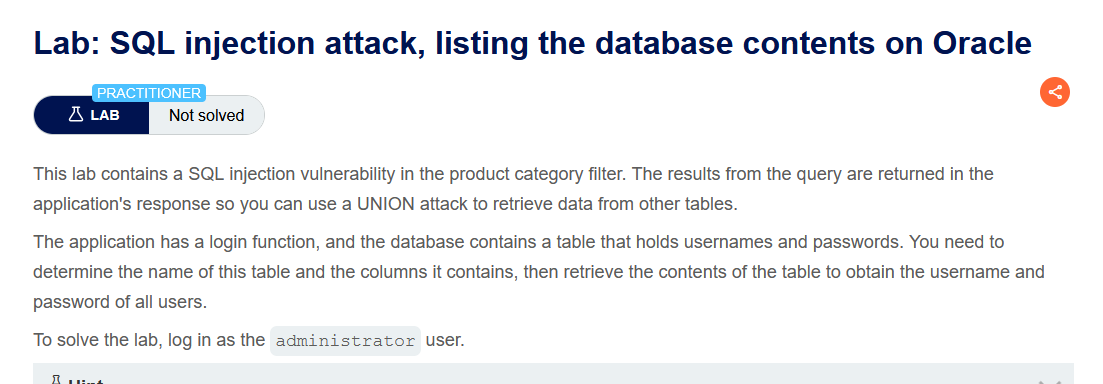 Lab: SQL injection attack, listing the database contents on Oracle
PRACTITIONER
LAB
Not solved
This lab contains a SQL injection vulnerability in the product category filter. The results from the query are returned in the
application's response so you can use a UNION attack to retrieve data from other tables.
The application has a login function, and the database contains a table that holds usernames and passwords. You need to
determine the name of this table and the columns it contains, then retrieve the contents of the table to obtain the username and
password of all users.
To solve the lab, log in as the administrator user.
Hint